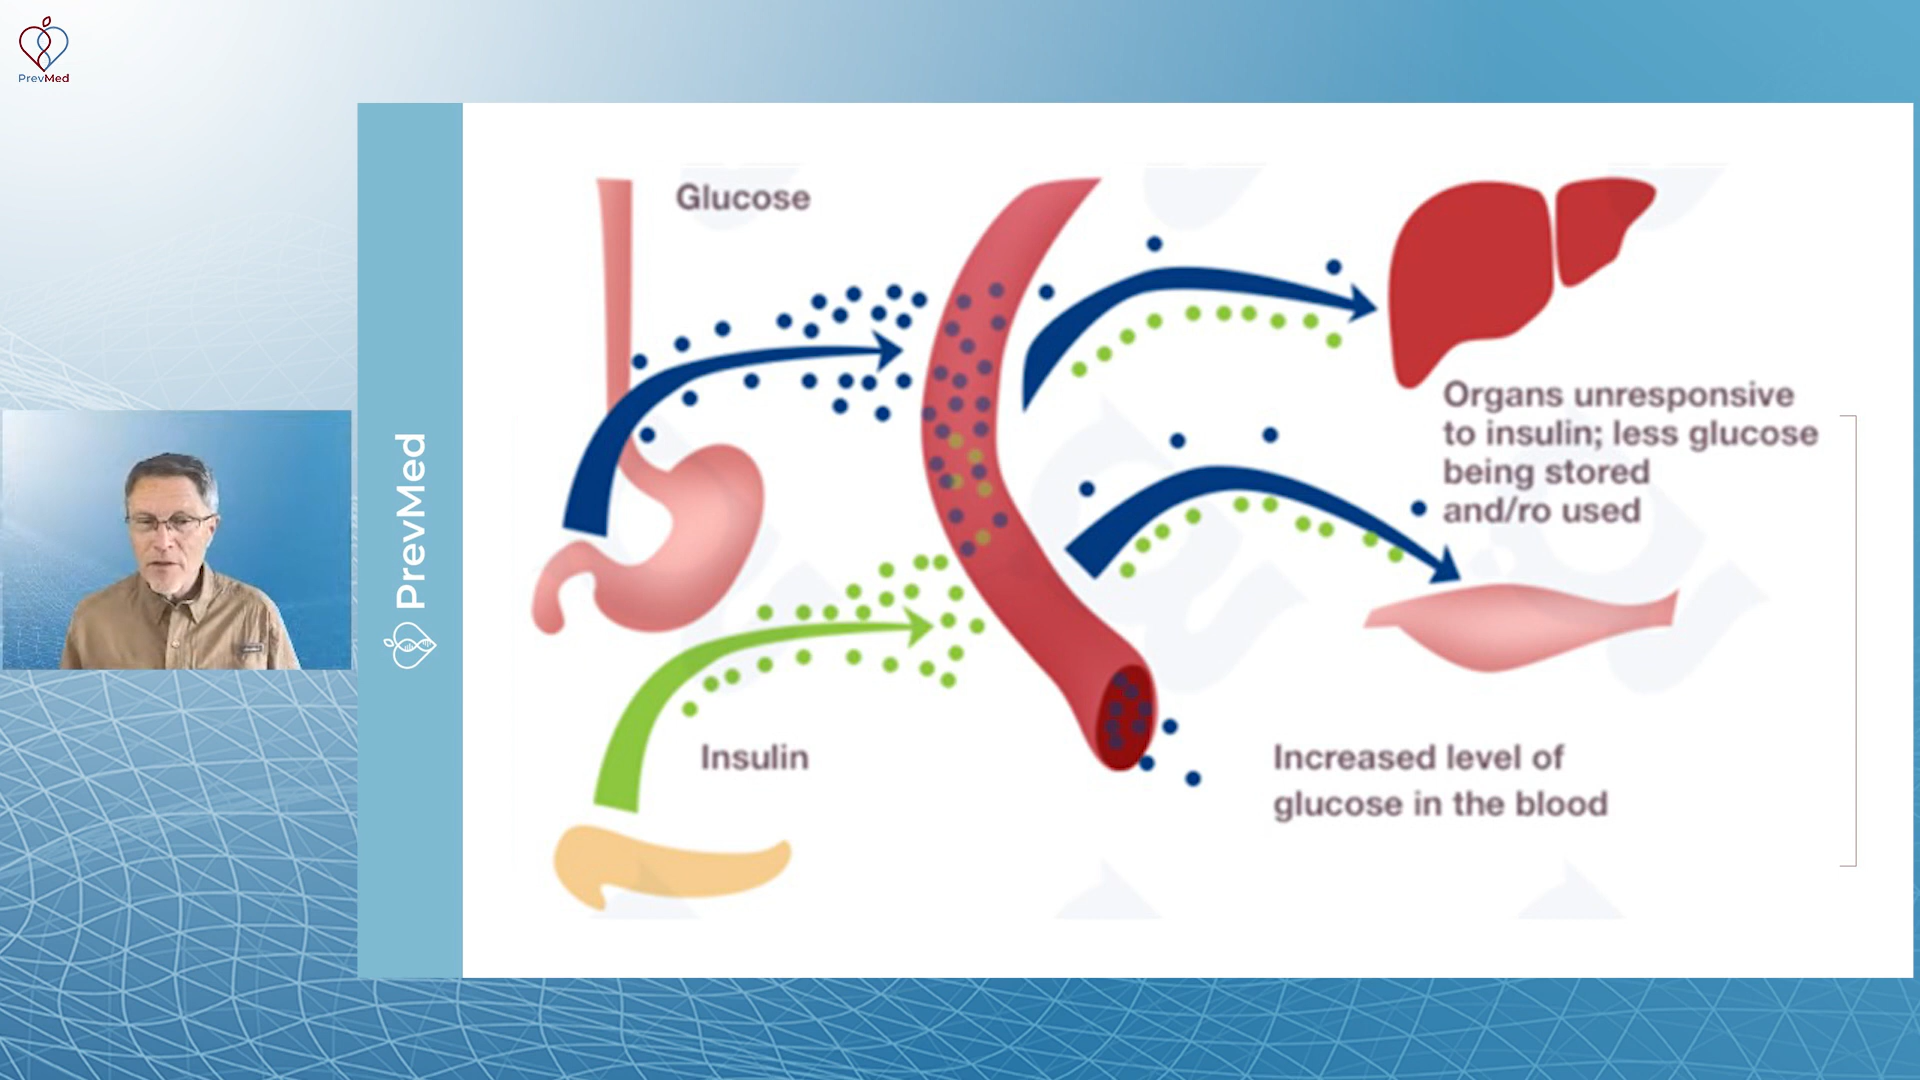 PrevMed
PrevMed
Glucose
Organs unresponsive
to insulin; less glucose
being stored
and/ro used
Insulin
Increased level of
glucose in the blood